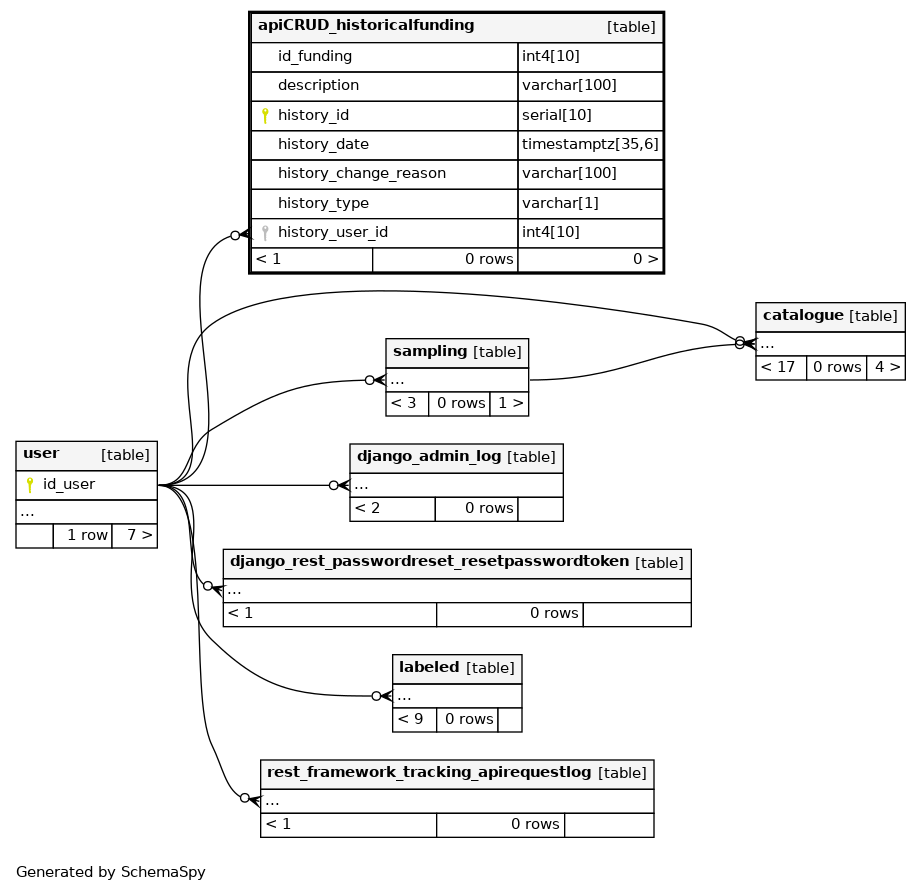 apiCRUD_historicalfunding [table]
id_funding int4[10]
description varchar[100]
history_id serial[10]
history_date timestamptz[35,6]
history_change_reason varchar[100]
history_type varchar[1]
history_user_id int4[10]
< 1 0 rows 0 >
catalogue [table]
...
< 17 0 rows 4 >
sampling [table]
...
< 3 0 rows 1 >
user [table]
id_user
...
1 row 7 >
django_admin_log [table]
...
< 2 0 rows
django_rest_passwordreset_resetpasswordtoken [table]
...
< 1 0 rows
labeled [table]
...
< 9 0 rows
rest_framework_tracking_apirequestlog [table]
...
< 1 0 rows
Generated by SchemaSpy